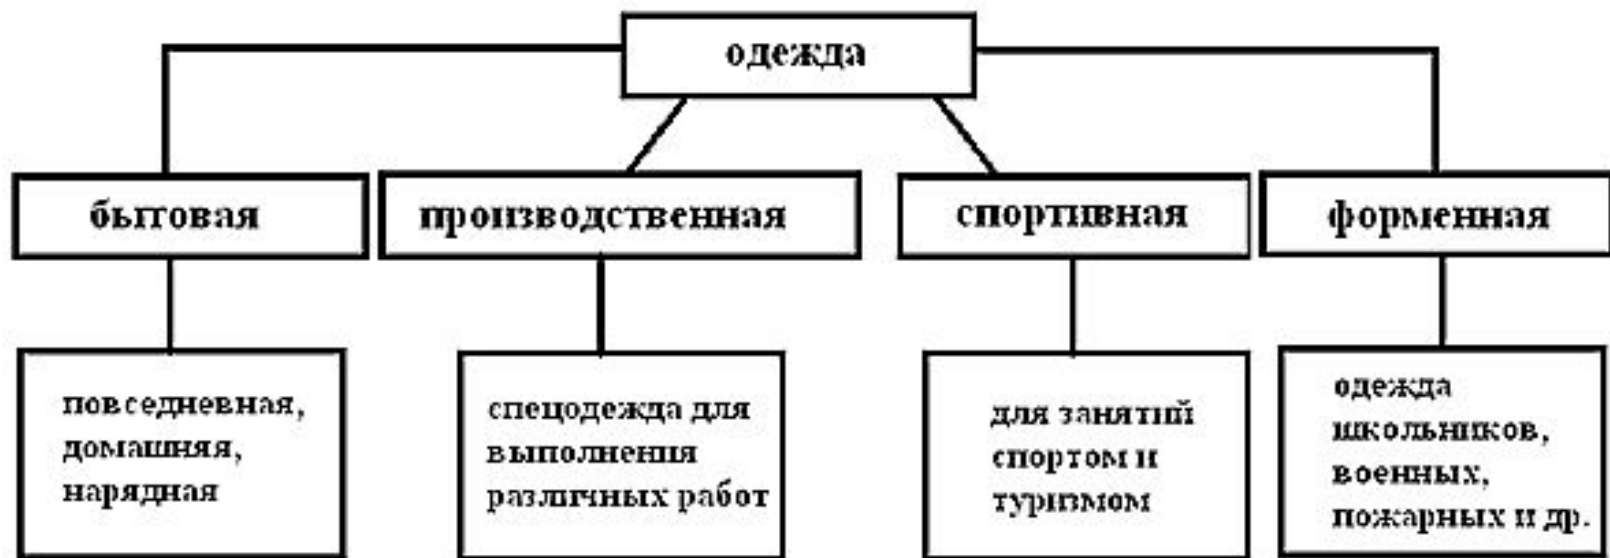 одежда
бытовая
производственная
спортивная
форменная
повседневная,
домашняя,
нарядная
спецодежда для
выполнения
различных работ
для занятий
спортом и
туризмом
одежда
школьников,
военных,
пожарных и др.